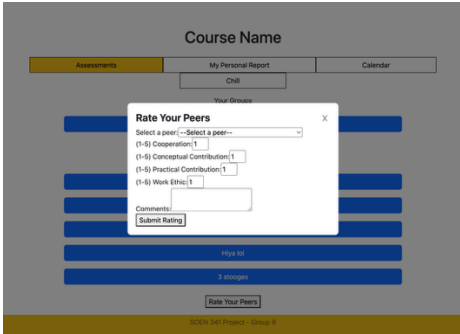 Course Name
Assessments
My Personal Report
Calendar
Chill
Your Groups
Rate Your Peers
X
Select a peer: --Select a peer--
(1-5) Cooperation: 1
(1-5) Conceptual Contribution: 1
(1-5) Practical Contribution: 1
(1-5) Work Ethic: 1
Comments:
Submit Rating
Hiya lol
3 stooges
Rate Your Peers
SOEN 341 Project - Group 6